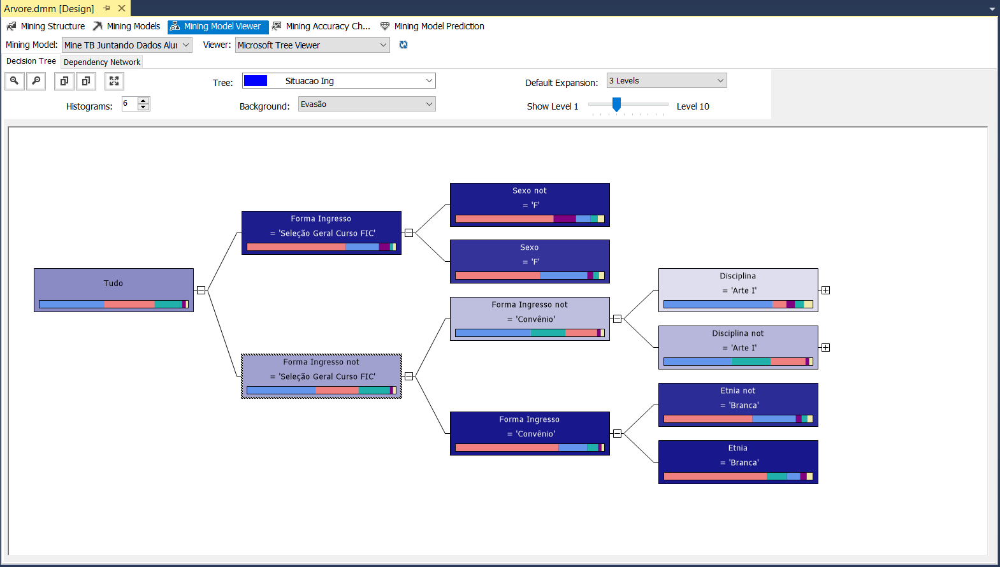 Arvore.dmm [Design]
Mining Structure Mining Models Mining Model Viewer Mining Accuracy Ch... Mining Model Prediction
Mining Model: Mine TB Juntando Dados Alur Viewer: Microsoft Tree Viewer
Decision Tree Dependency Network
Tree: Situacao Ing Default Expansion: 3 Levels
Histograms: 6 Background: Evasão Show Level 1 Level 10
Tudo
Forma Ingresso
= 'Seleção Geral Curso FIC'
Forma Ingresso not
= 'Seleção Geral Curso FIC'
Sexo not
= 'F'
Sexo
= 'F'
Forma Ingresso not
= 'Convênio'
Forma Ingresso
= 'Convênio'
Disciplina
= 'Arte I'
Disciplina not
= 'Arte I'
Etnia not
= 'Branca'
Etnia
= 'Branca'